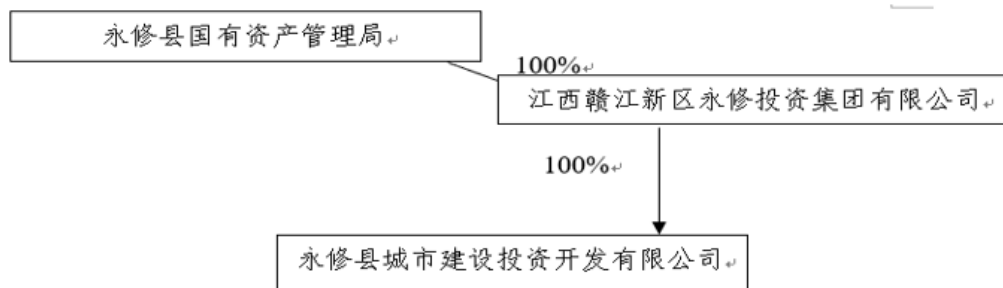 永修县国有资产管理局
100%
江西赣江新区永修投资集团有限公司
100%
永修县城市建设投资开发有限公司